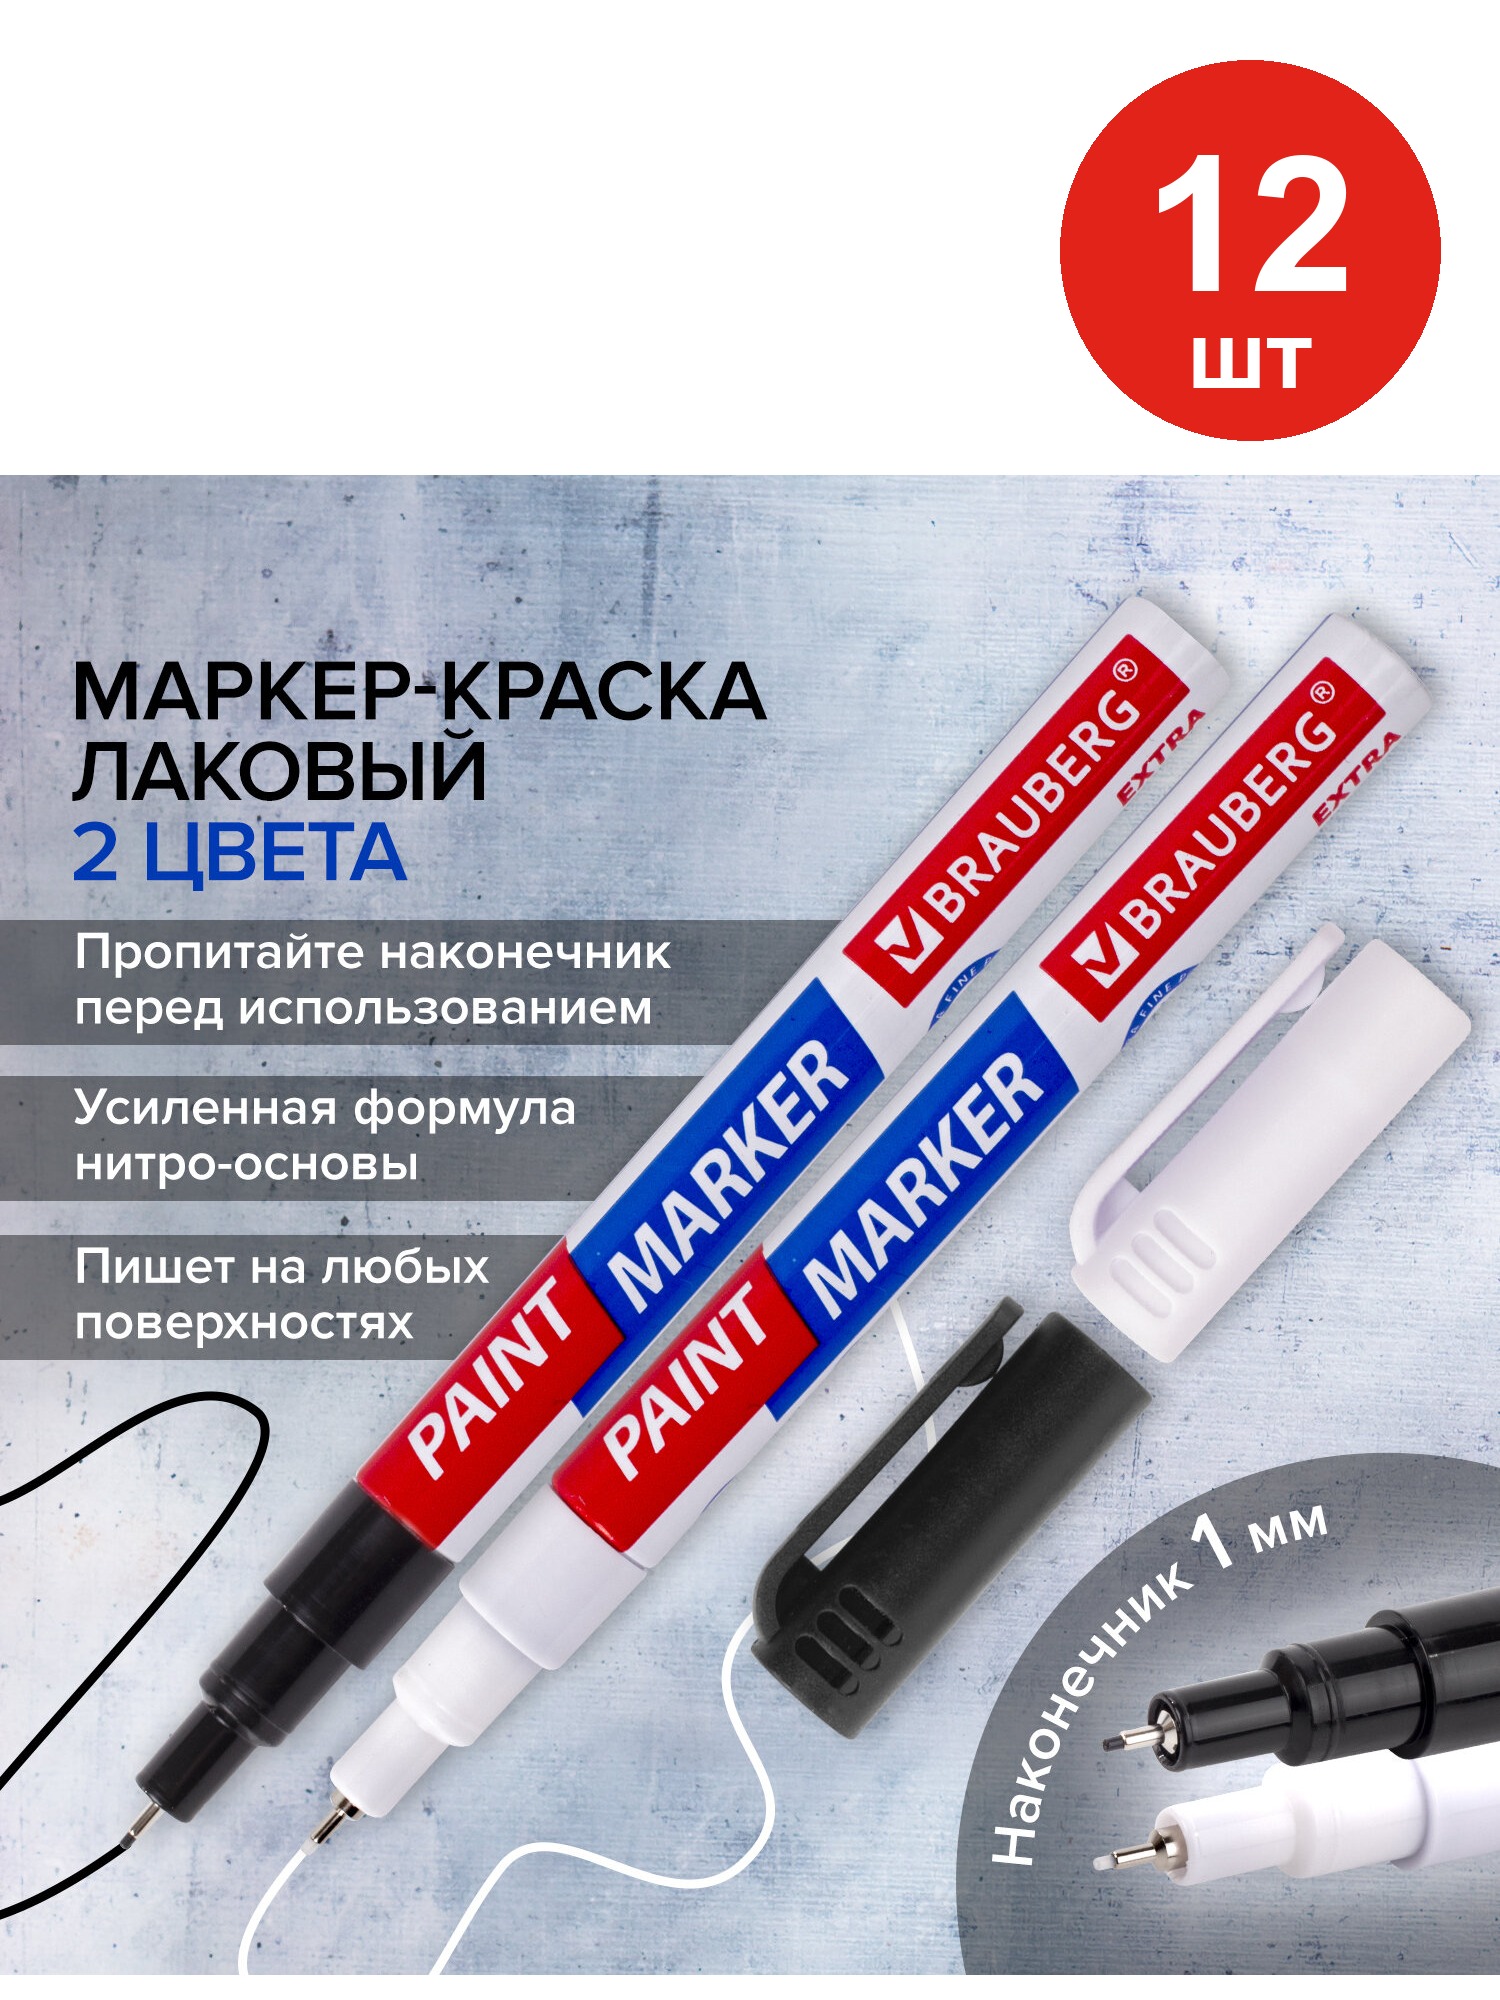 12
шт
МАРКЕР-КРАСКА
ЛАКОВЫЙ
2 ЦВЕТА
Пропитайте наконечник
перед использованием
Усиленная формула
нитро-основы
Пишет на любых
поверхностях
BRAUBERG®
EXTRA
PAINT
MARKER
BRAUBERG®
EXTRA
FINE
PAINT
MARKER
Наконечник 1 мм